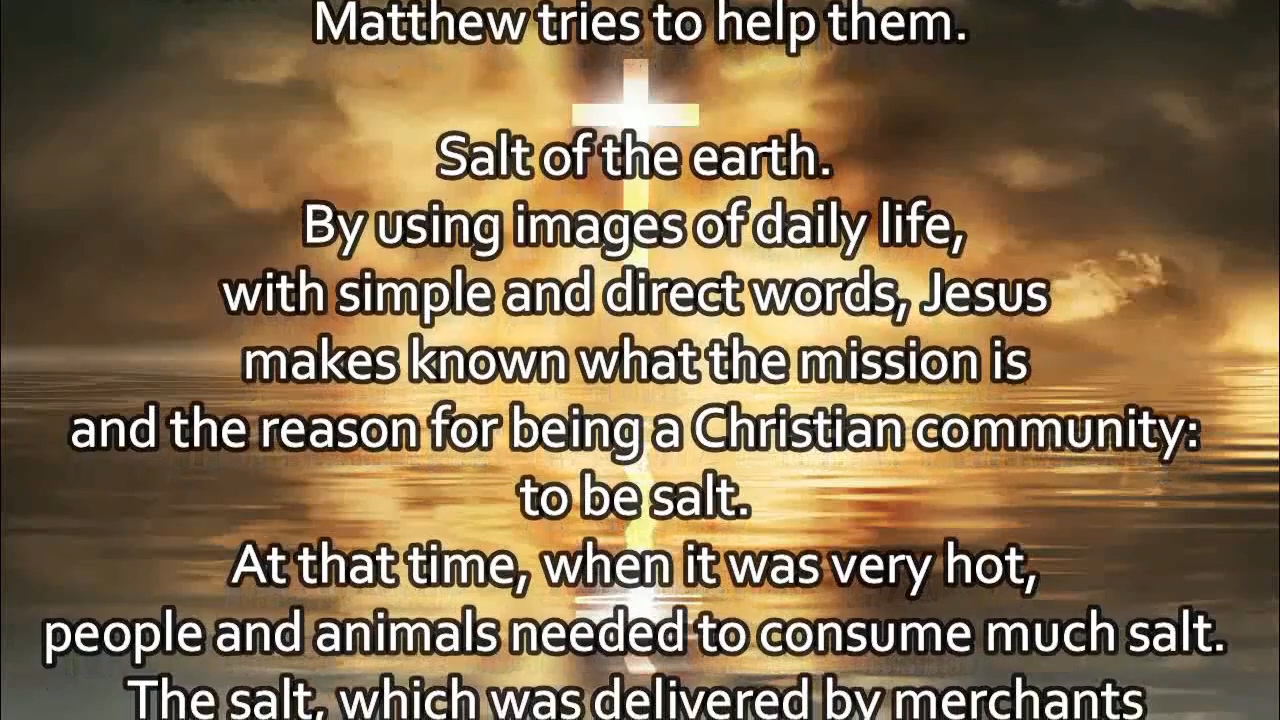 Matthew tries to help them.
Salt of the earth.
By using images of daily life,
with simple and direct words, Jesus
makes known what the mission is
and the reason for being a Christian community:
to be salt.
At that time, when it was very hot,
people and animals needed to consume much salt.
The salt, which was delivered by merchants